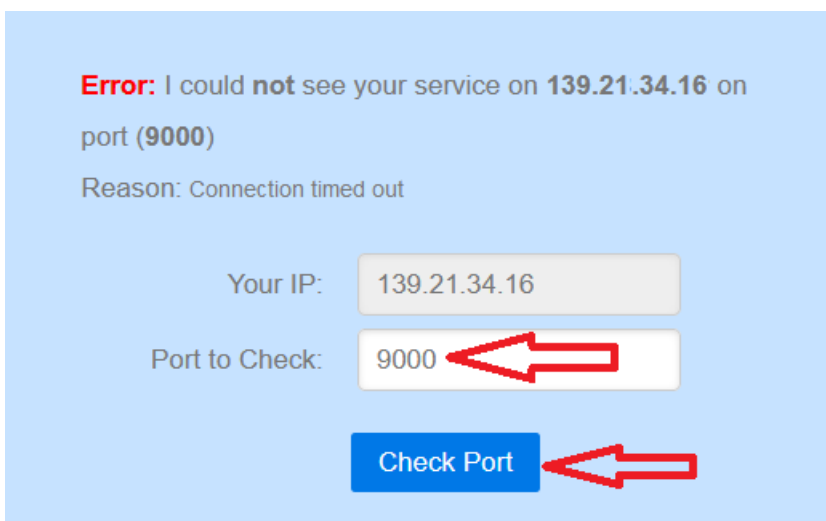 Error: I could not see your service on 139.21.34.16 on
port (9000)
Reason: Connection timed out
Your IP: 139.21.34.16
Port to Check: 9000
Check Port